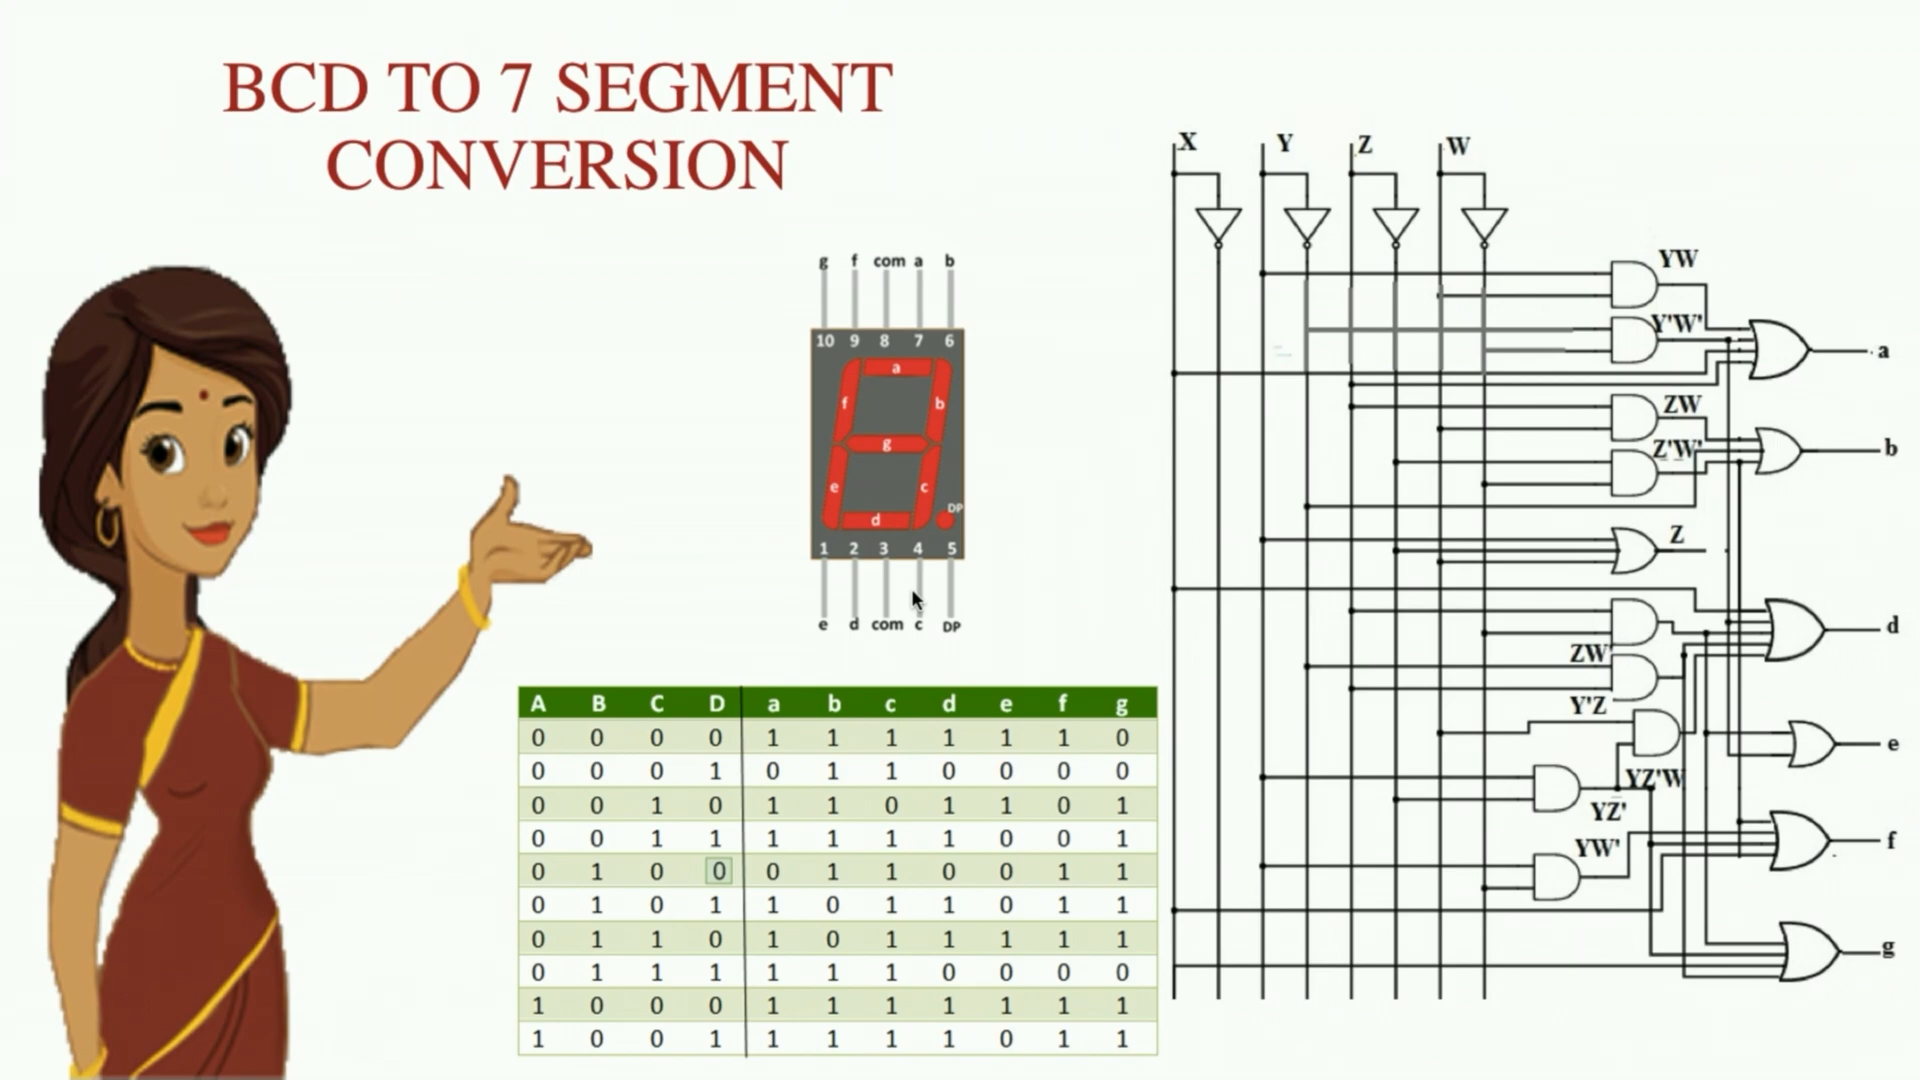 BCD TO 7 SEGMENT
CONVERSION
g f com a b
10 9 8 7 6
a
f b
g
e c
DP
d
1 2 3 4 5
e d com c DP
A B C D a b c d e f g
0 0 0 0 1 1 1 1 1 1 0
0 0 0 1 0 1 1 0 0 0 0
0 0 1 0 1 1 0 1 1 0 1
0 0 1 1 1 1 1 1 0 0 1
0 1 0 0 0 1 1 0 0 1 1
0 1 0 1 1 0 1 1 0 1 1
0 1 1 0 1 0 1 1 1 1 1
0 1 1 1 1 1 1 0 0 0 0
1 0 0 0 1 1 1 1 1 1 1
1 0 0 1 1 1 1 1 0 1 1
X Y Z W
YW
Y'W'
a
ZW
Z'W'
b
Z
d
ZW'
Y'Z
e
YZ'W
YZ'
YW'
f
g